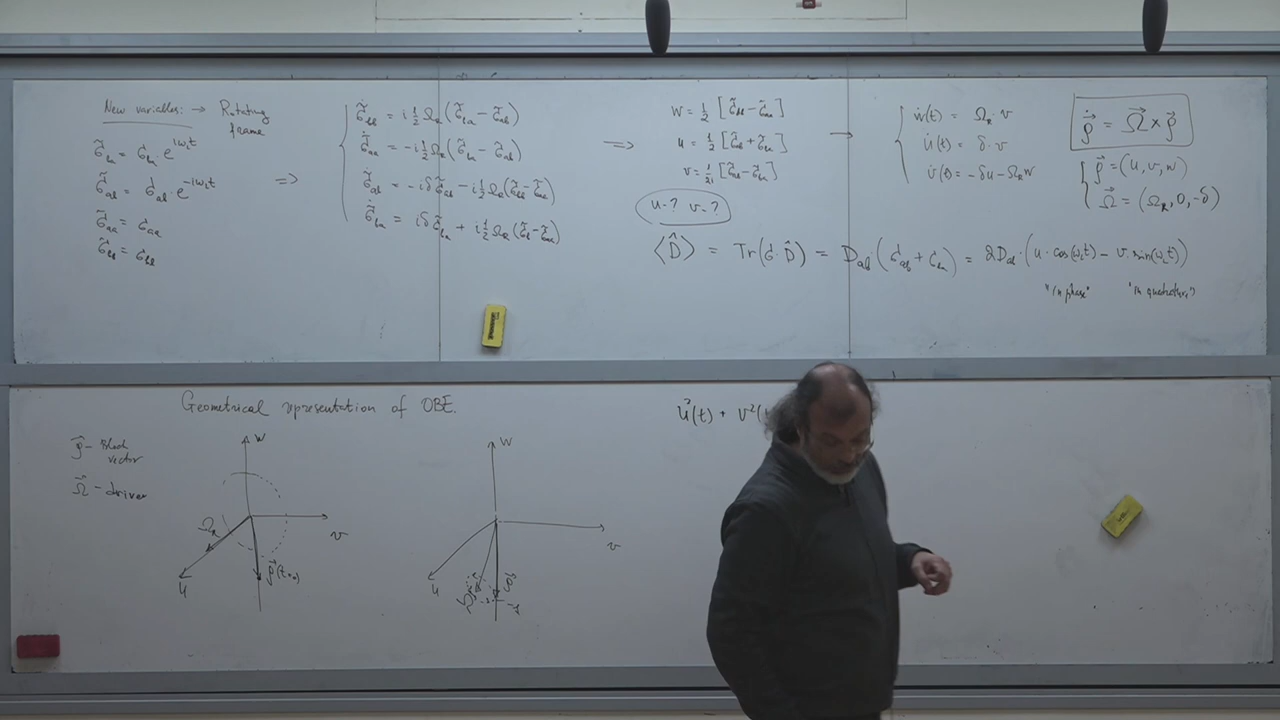 New variables: → Rotating
frame
σ̃_ba = σ_ba · e^{iω_L t}
σ̃_ab = σ_ab · e^{-iω_L t}
σ̃_aa = σ_aa
σ̃_bb = σ_bb
⇒
σ̃̇_bb = i ½ Ω_R (σ̃_ba − σ̃_ab)
σ̃̇_aa = −i ½ Ω_R (σ̃_ba − σ̃_ab)
σ̃̇_ab = −iδ σ̃_ab − i ½ Ω_R (σ̃_bb − σ̃_aa)
σ̃̇_ba = iδ σ̃_ba + i ½ Ω_R (σ̃_bb − σ̃_aa)
⇒
w = ½ [σ̃_bb − σ̃_aa]
u = ½ [σ̃_ab + σ̃_ba]
v = 1/2i [σ̃_ab − σ̃_ba]
u - ? v - ?
→
ẇ(t) = Ω_R · v
u̇(t) = δ · v
v̇(t) = −δu − Ω_R w
ρ⃗̇ = Ω⃗ × ρ⃗
ρ⃗ = (u, v, w)
Ω⃗ = (Ω_R, 0, −δ)
⟨D̂⟩ = Tr(σ̂ · D̂) = D_ab (σ_ab + σ_ba) = 2D_ab · (u · cos(ω_L t) − v · sin(ω_L t))
"in phase" "in quadrature"
Geometrical representation of OBE.
ρ⃗ – Bloch
vector
Ω⃗ – driver
w
v
u
Ω_R
ρ⃗(t=0)
w
v
u
ρ⃗
u²(t) + v²(